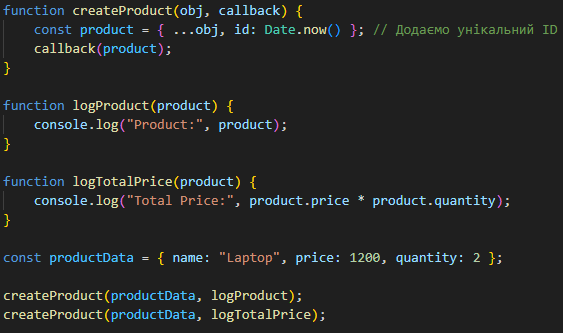 function createProduct(obj, callback) {
    const product = { ...obj, id: Date.now() }; // Додаємо унікальний ID
    callback(product);
}

function logProduct(product) {
    console.log("Product:", product);
}

function logTotalPrice(product) {
    console.log("Total Price:", product.price * product.quantity);
}

const productData = { name: "Laptop", price: 1200, quantity: 2 };

createProduct(productData, logProduct);
createProduct(productData, logTotalPrice);